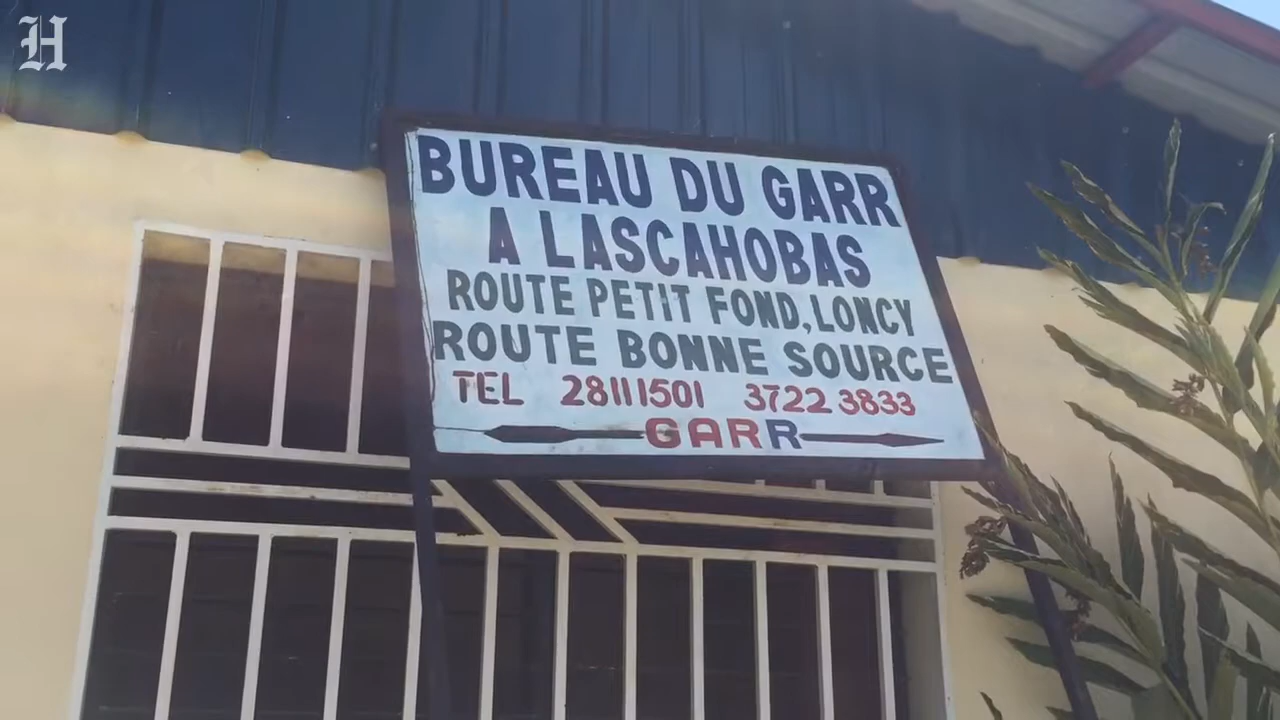 H
BUREAU DU GARR
A LASCAHOBAS
ROUTE PETIT FOND, LONCY
ROUTE BONNE SOURCE
TEL 28111501 3722 3833
GARR